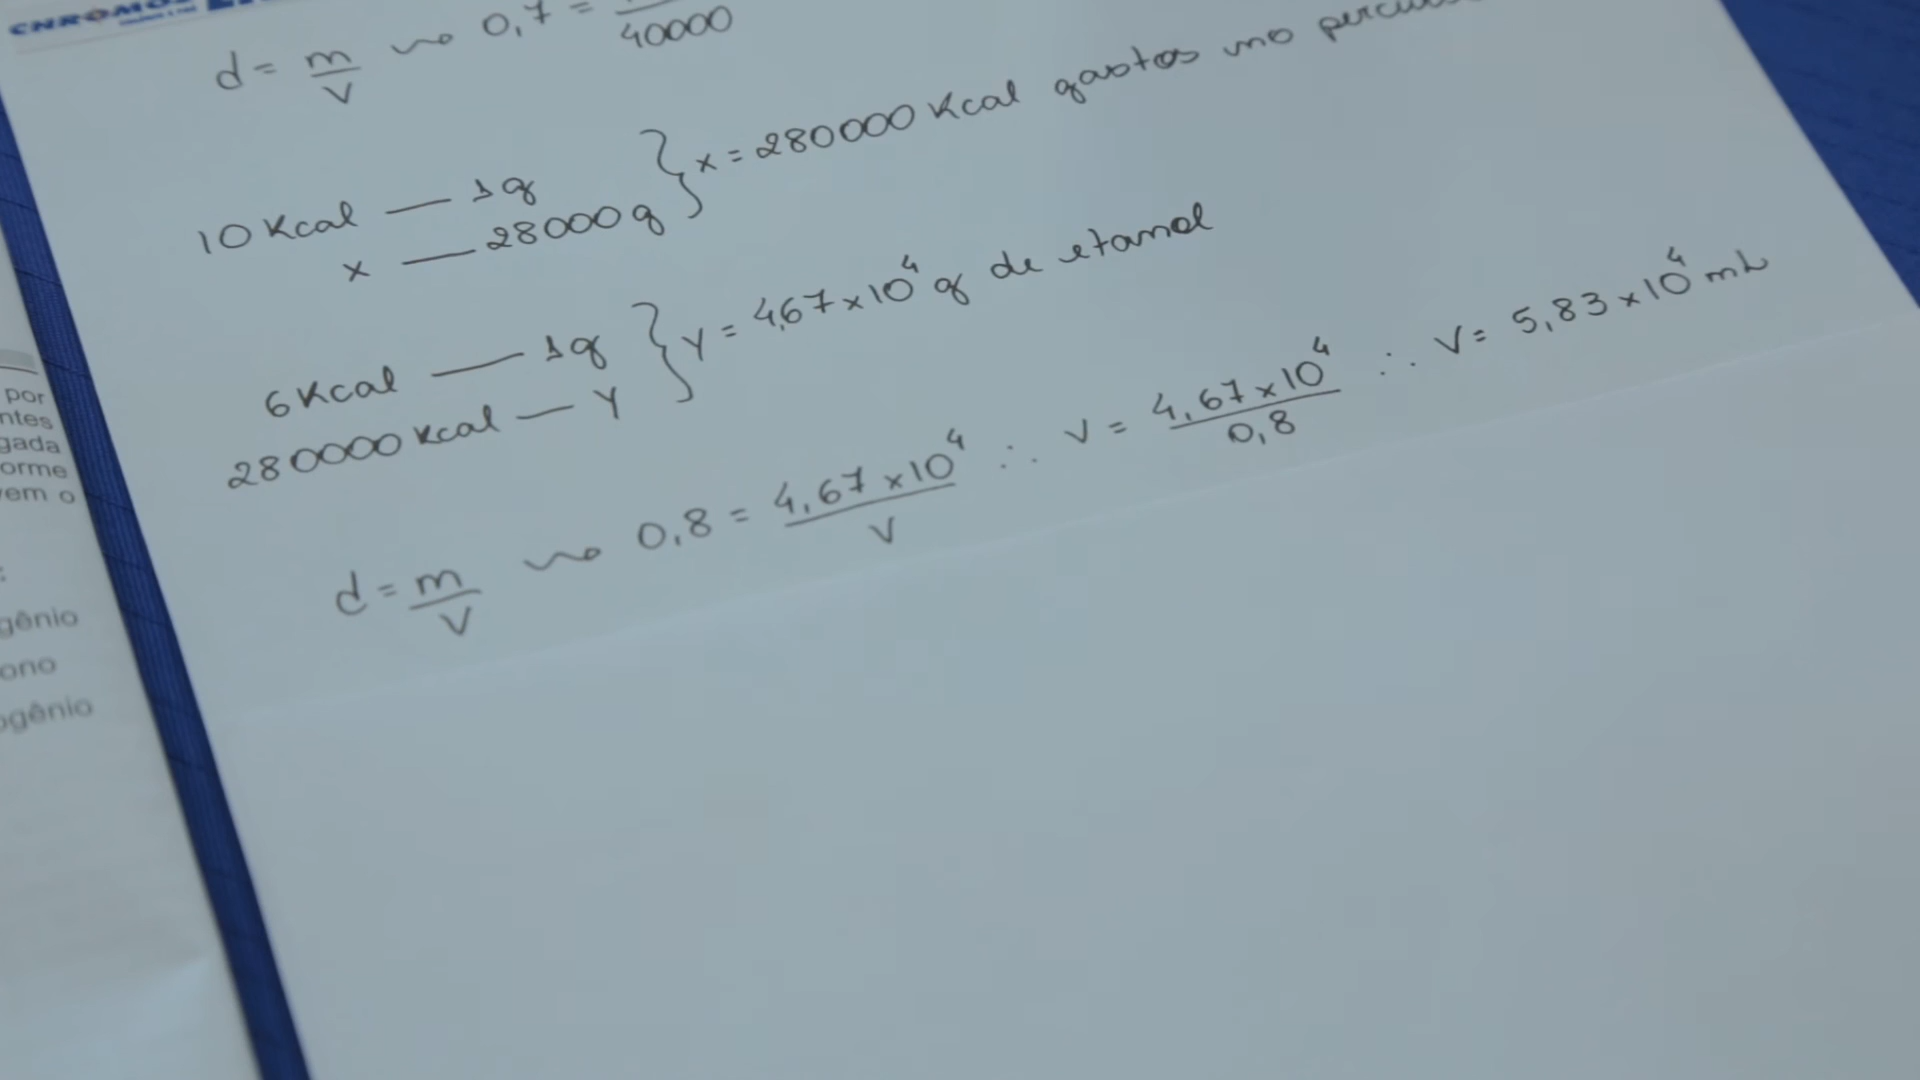 d = m/V ~> 0,7 = /40000
10 Kcal — 1g
x — 28000g } x = 280000 Kcal gastos no
6 Kcal — 1g
280000 Kcal — Y } Y = 4,67 x 10⁴ g de etanol
d = m/V ~> 0,8 = 4,67 x 10⁴/V ∴ V = 4,67 x 10⁴/0,8 ∴ V = 5,83 x 10⁴ mL
por
ntes
gada
orme
vem o
gênio
ono
ogênio